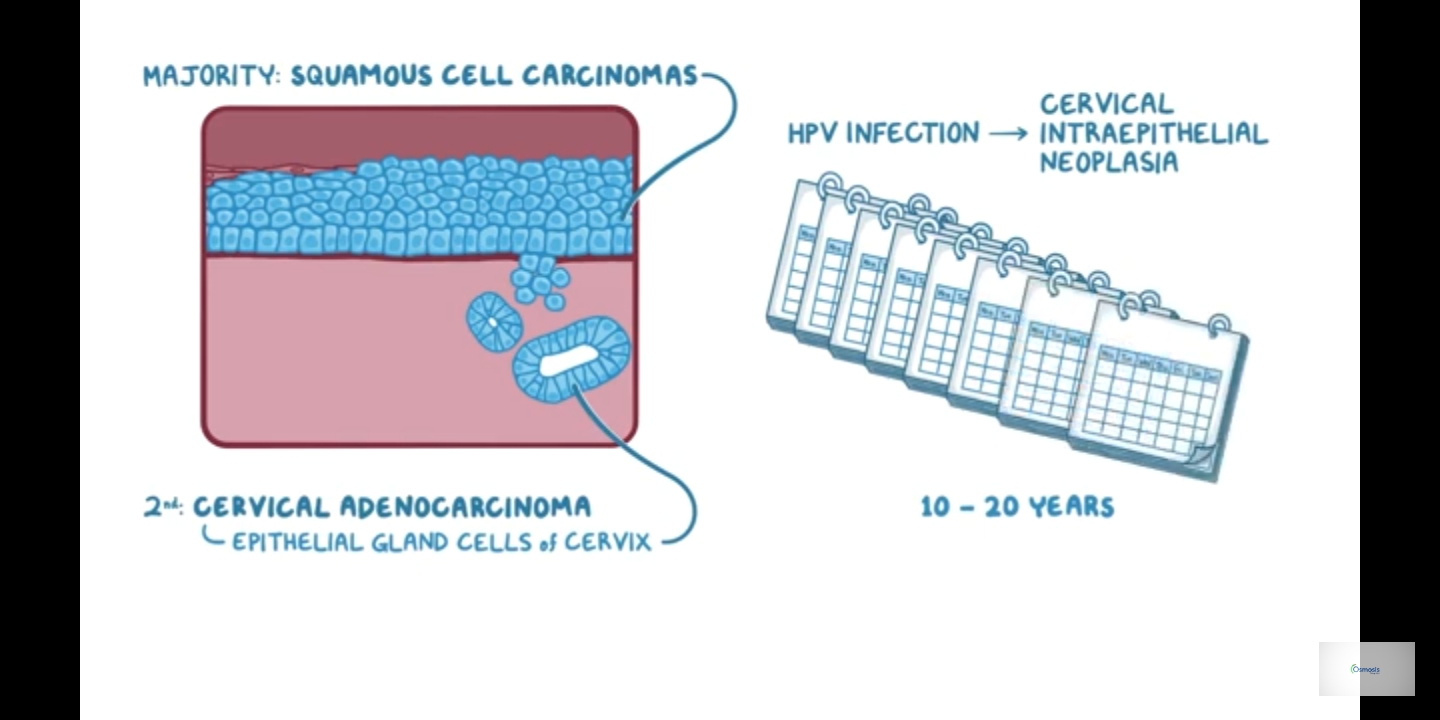 MAJORITY: SQUAMOUS CELL CARCINOMAS
2nd: CERVICAL ADENOCARCINOMA
EPITHELIAL GLAND CELLS of CERVIX
HPV INFECTION → CERVICAL
INTRAEPITHELIAL
NEOPLASIA
10 - 20 YEARS
Osmosis